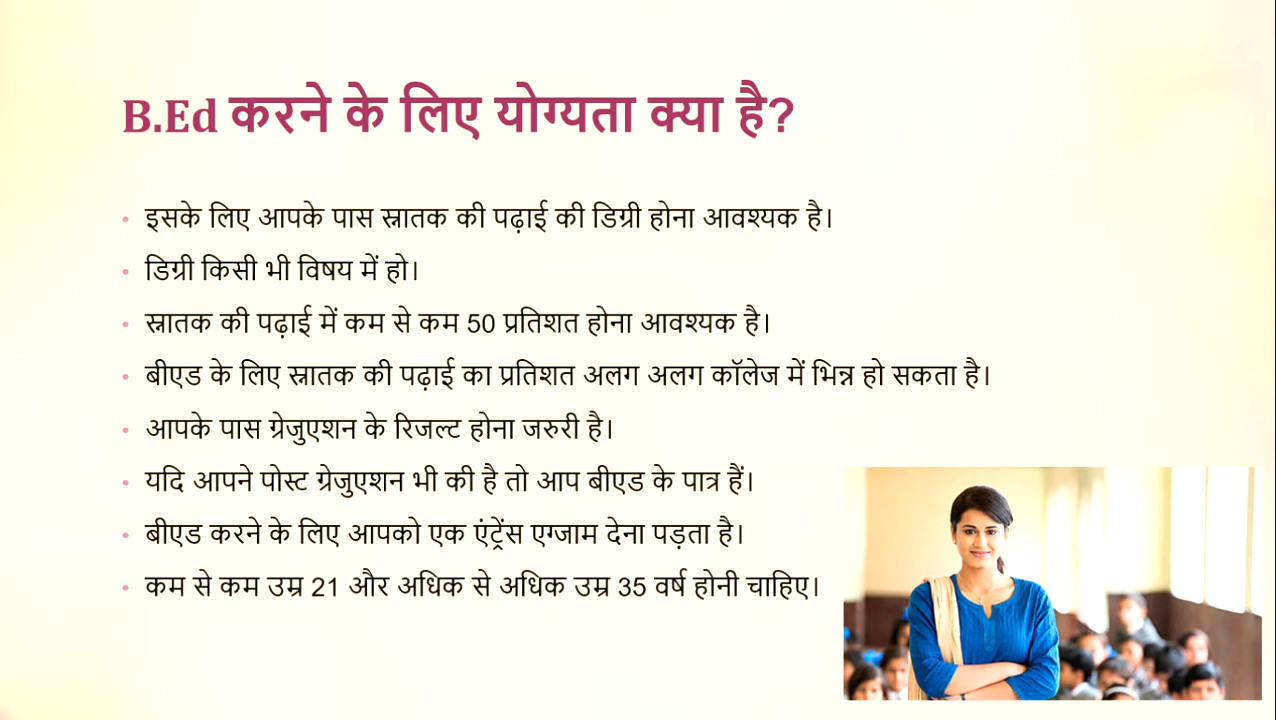 B.Ed करने के लिए योग्यता क्या है?
• इसके लिए आपके पास स्नातक की पढ़ाई की डिग्री होना आवश्यक है।
• डिग्री किसी भी विषय में हो।
• स्नातक की पढ़ाई में कम से कम 50 प्रतिशत होना आवश्यक है।
• बीएड के लिए स्नातक की पढ़ाई का प्रतिशत अलग अलग कॉलेज में भिन्न हो सकता है।
• आपके पास ग्रेजुएशन के रिजल्ट होना जरुरी है।
• यदि आपने पोस्ट ग्रेजुएशन भी की है तो आप बीएड के पात्र हैं।
• बीएड करने के लिए आपको एक एंट्रेंस एग्जाम देना पड़ता है।
• कम से कम उम्र 21 और अधिक से अधिक उम्र 35 वर्ष होनी चाहिए।